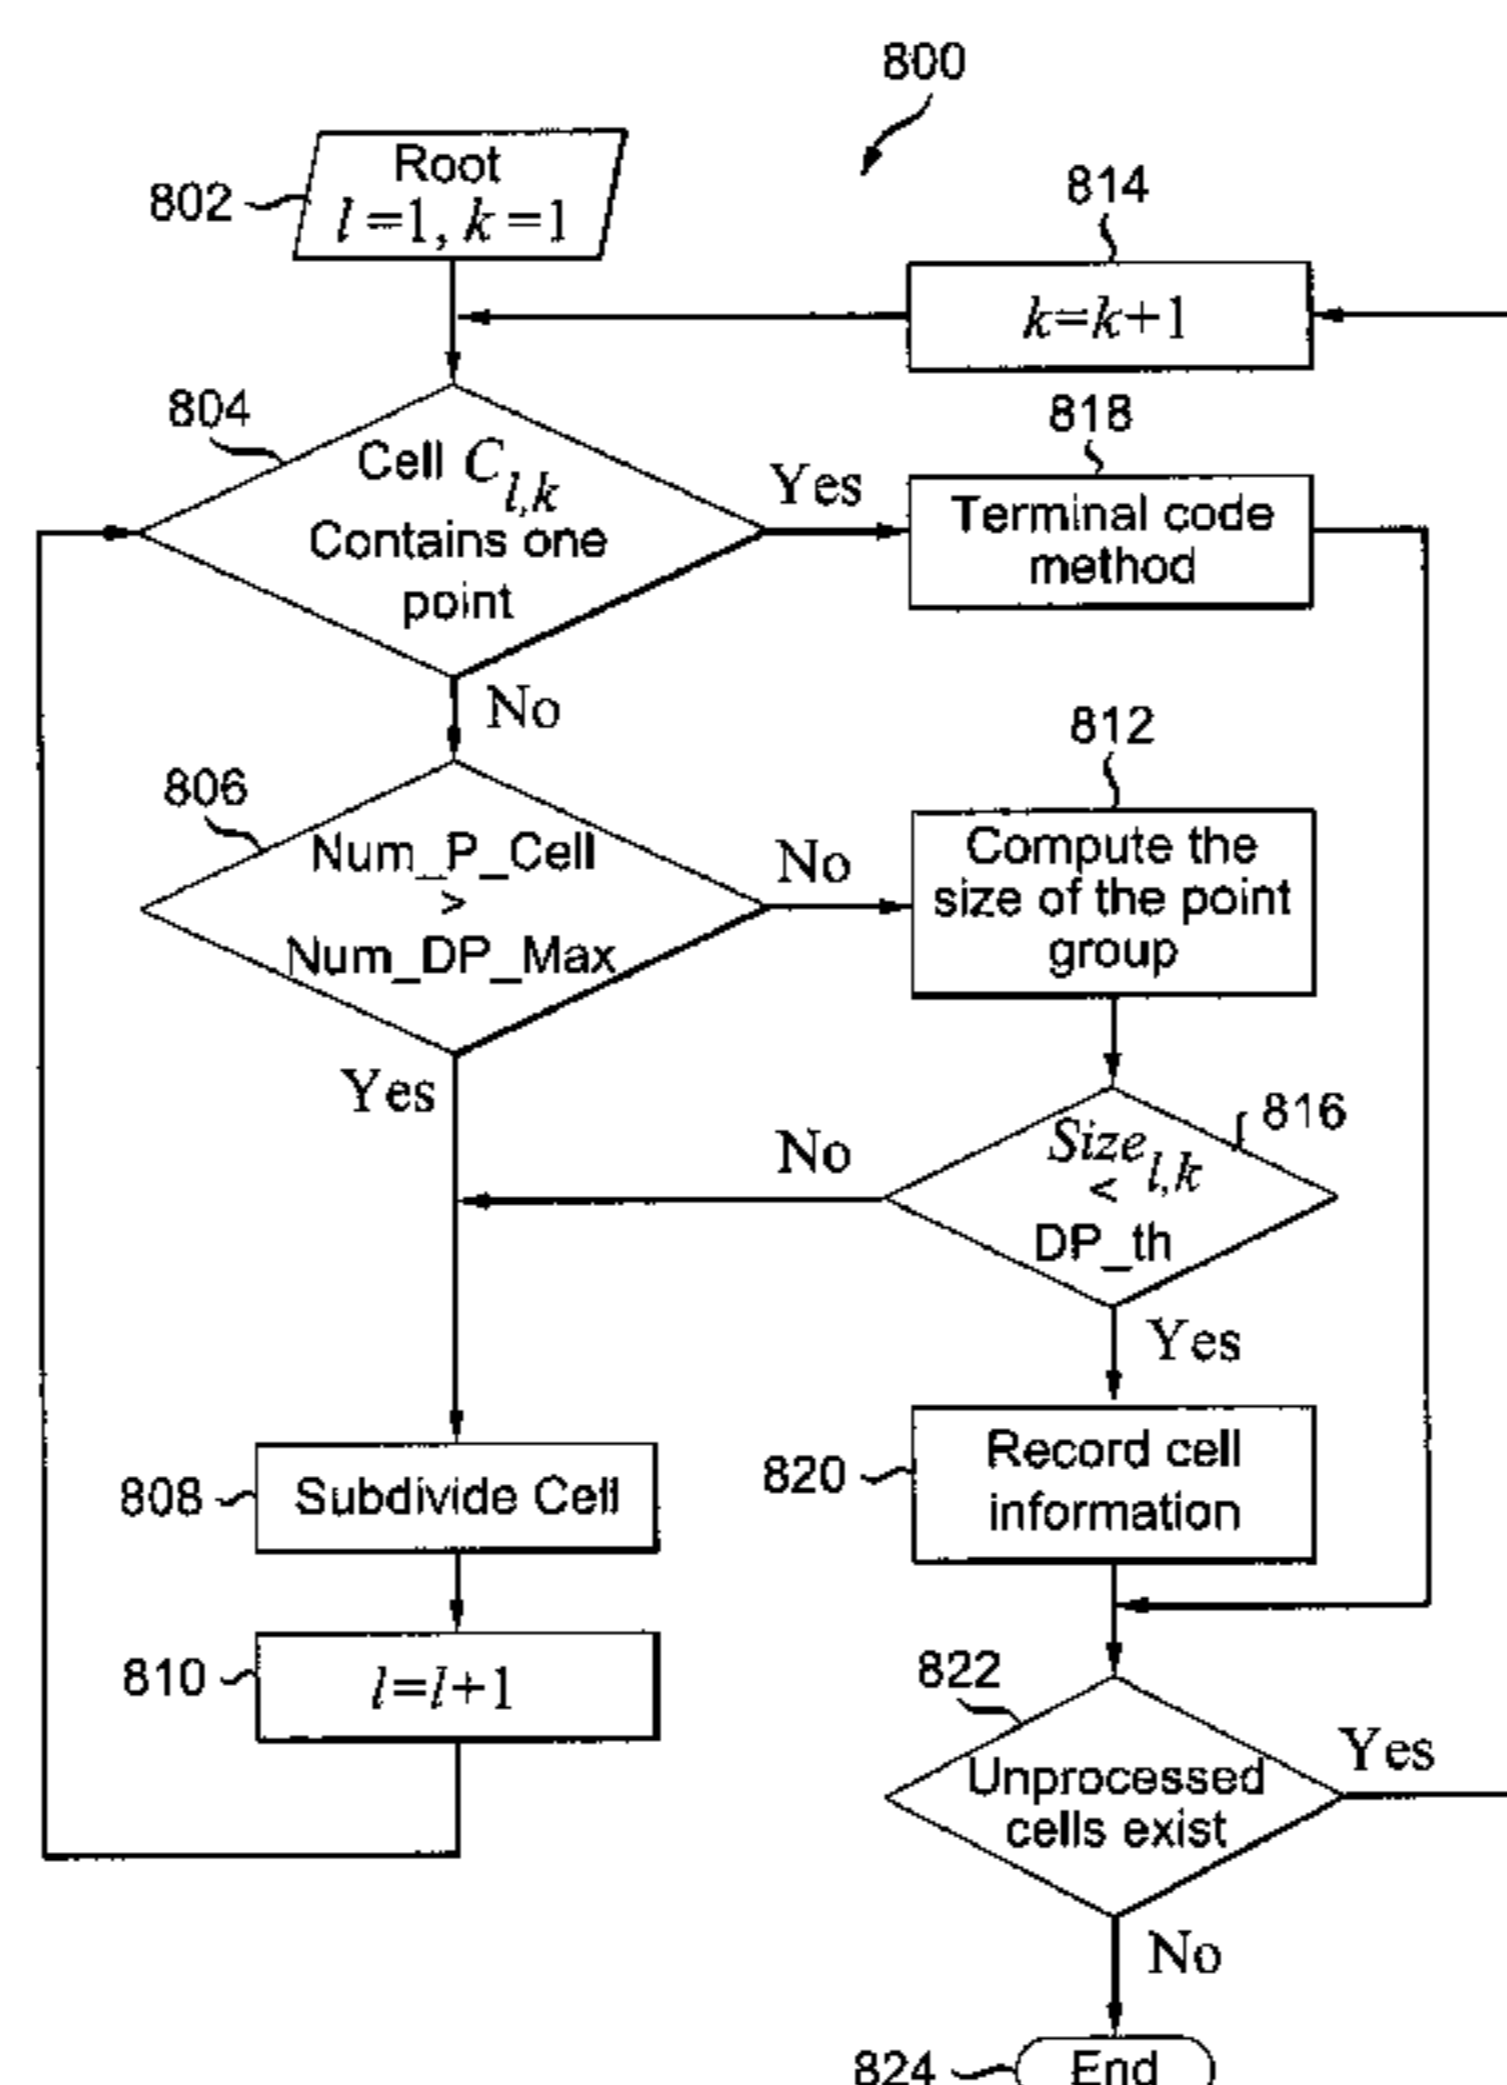 800
Root
l=1, k=1
802
814
k=k+1
804
Cell C l,k
Contains one
point
Yes
818
Terminal code
method
No
806
Num_P_Cell
>
Num_DP_Max
No
812
Compute the
size of the point
group
Yes
No
816
Size l,k
<
DP_th
Yes
808
Subdivide Cell
820
Record cell
information
810
l=l+1
822
Unprocessed
cells exist
Yes
No
824
End